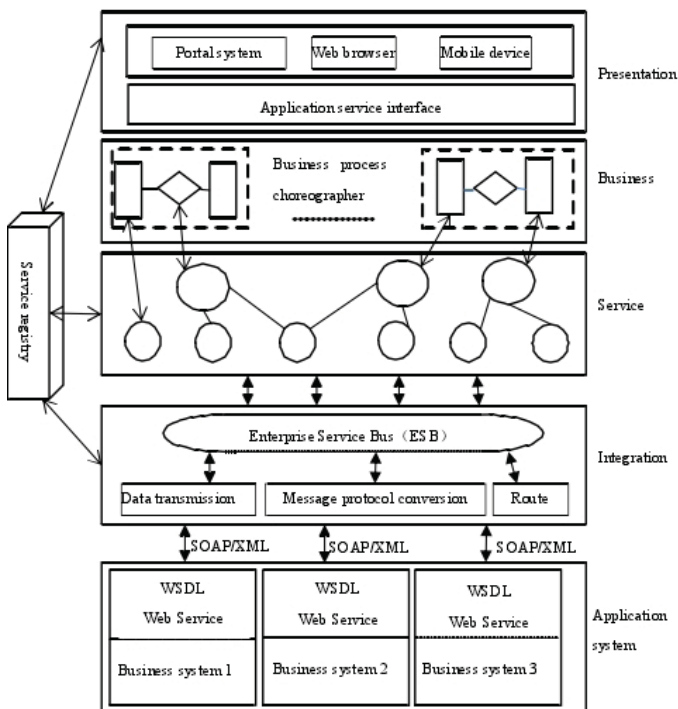 Portal system
Web browser
Mobile device
Presentation
Application service interface
Business process
choreographer
Business
Service registry
Service
Enterprise Service Bus（ESB）
Integration
Data transmission
Message protocol conversion
Route
SOAP/XML
SOAP/XML
SOAP/XML
WSDL
Web Service
Business system 1
WSDL
Web Service
Business system 2
WSDL
Web Service
Business system 3
Application
system